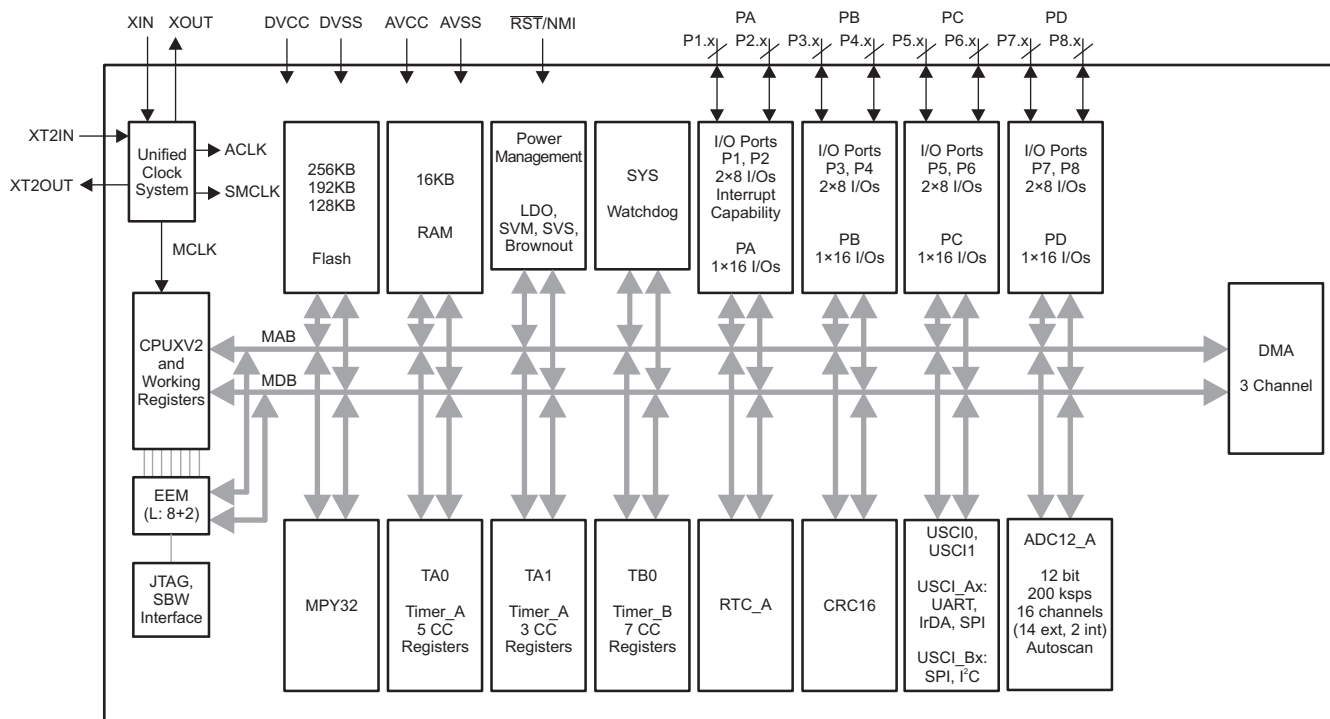 XIN
XOUT
DVCC
DVSS
AVCC
AVSS
RST/NMI
PA
PB
PC
PD
P1.x
P2.x
P3.x
P4.x
P5.x
P6.x
P7.x
P8.x
XT2IN
XT2OUT
Unified
Clock
System
ACLK
SMCLK
MCLK
256KB
192KB
128KB
Flash
16KB
RAM
Power
Management
LDO,
SVM, SVS,
Brownout
SYS
Watchdog
I/O Ports
P1, P2
2×8 I/Os
Interrupt
Capability
PA
1×16 I/Os
I/O Ports
P3, P4
2×8 I/Os
PB
1×16 I/Os
I/O Ports
P5, P6
2×8 I/Os
PC
1×16 I/Os
I/O Ports
P7, P8
2×8 I/Os
PD
1×16 I/Os
CPUXV2
and
Working
Registers
MAB
MDB
DMA
3 Channel
EEM
(L: 8+2)
JTAG,
SBW
Interface
MPY32
TA0
Timer_A
5 CC
Registers
TA1
Timer_A
3 CC
Registers
TB0
Timer_B
7 CC
Registers
RTC_A
CRC16
USCI0,
USCI1
USCI_Ax:
UART,
IrDA, SPI
USCI_Bx:
SPI, I²C
ADC12_A
12 bit
200 ksps
16 channels
(14 ext, 2 int)
Autoscan